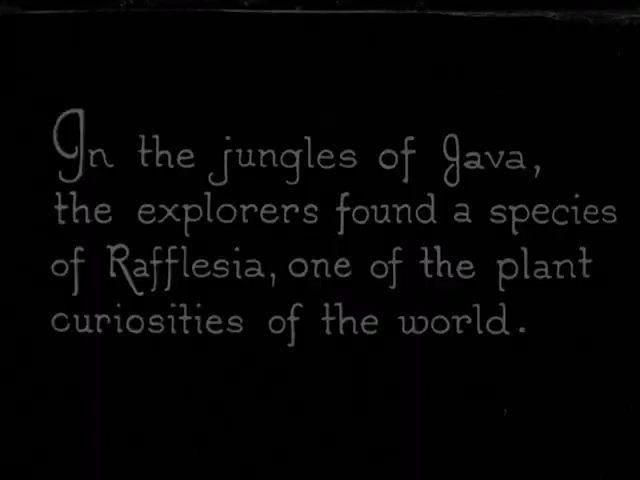 In the jungles of Java,
the explorers found a species
of Rafflesia, one of the plant
curiosities of the world.